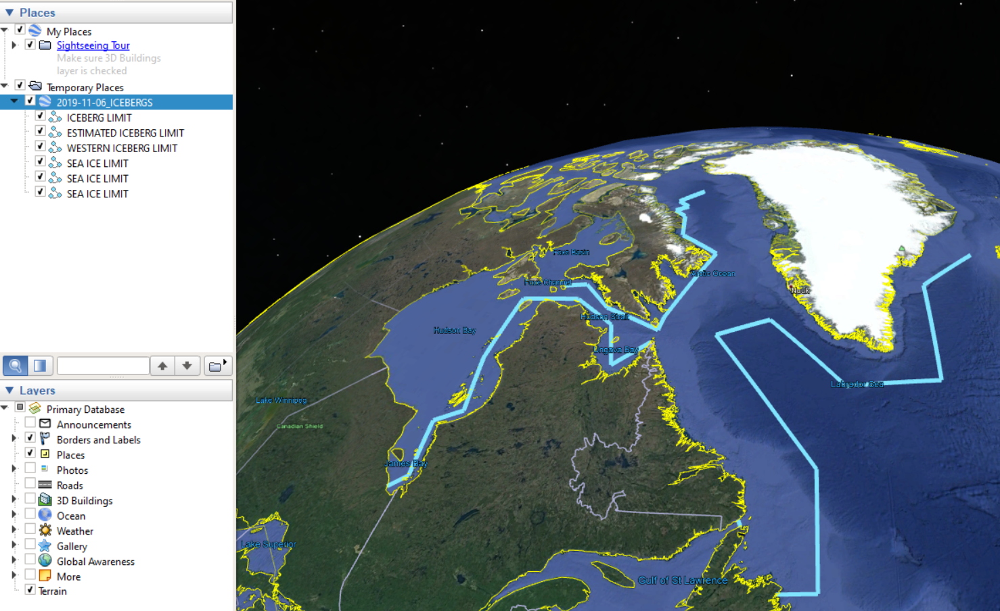 Places
My Places
Sightseeing Tour
Make sure 3D Buildings
layer is checked
Temporary Places
2019-11-06_ICEBERGS
ICEBERG LIMIT
ESTIMATED ICEBERG LIMIT
WESTERN ICEBERG LIMIT
SEA ICE LIMIT
SEA ICE LIMIT
SEA ICE LIMIT
Layers
Primary Database
Announcements
Borders and Labels
Places
Photos
Roads
3D Buildings
Ocean
Weather
Gallery
Global Awareness
More
Terrain
Foxe Basin
Arctic Ocean
Foxe Channel
Nuuk
Hudson Strait
Hudson Bay
Ungava Bay
Labrador Sea
Lake Winnipeg
Canadian Shield
James Bay
Lake Superior
Gulf of St Lawrence